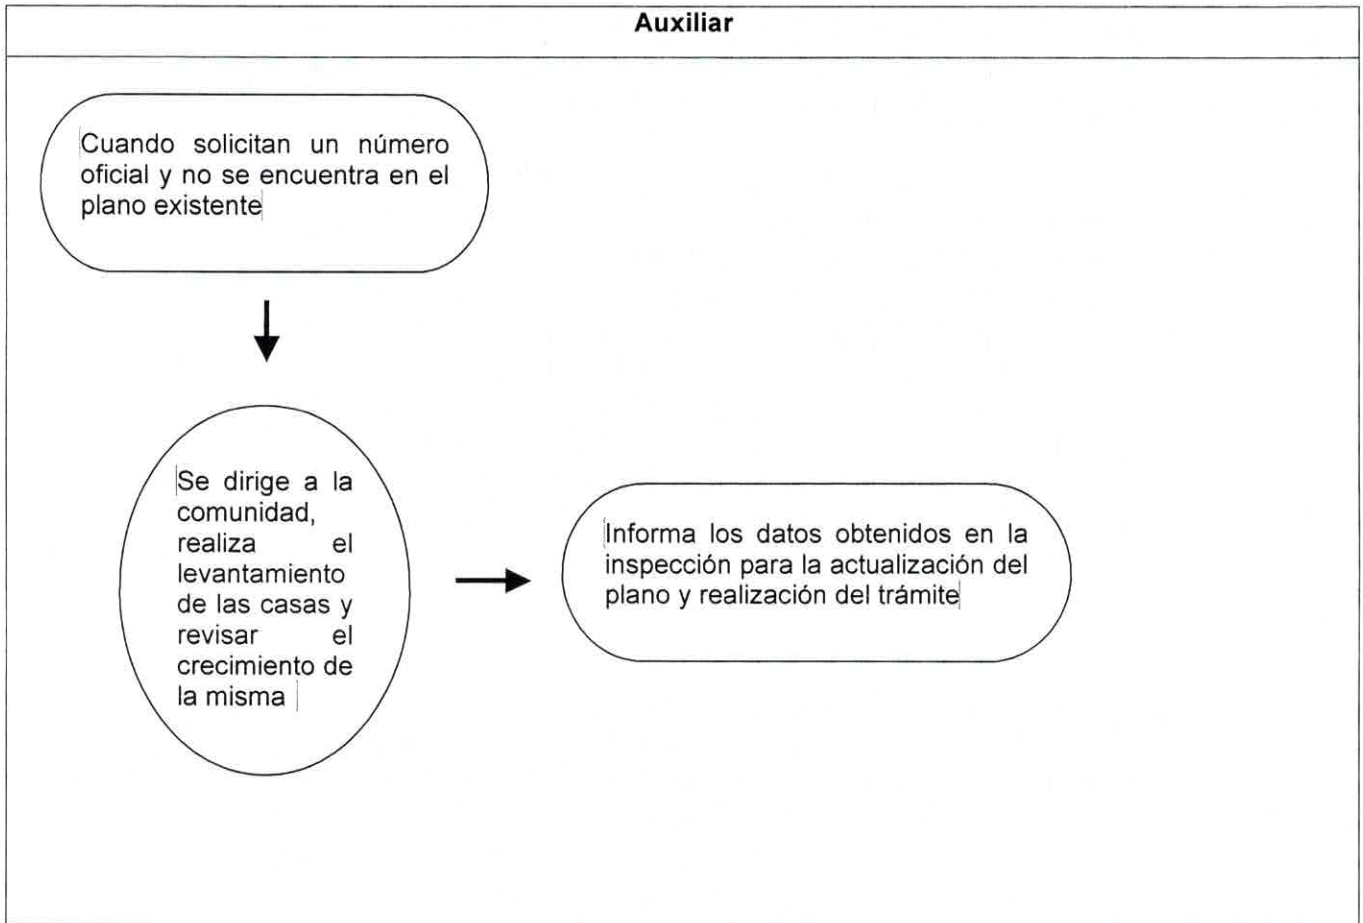 Auxiliar
Cuando solicitan un número
oficial y no se encuentra en el
plano existente
Se dirige a la
comunidad,
realiza el
levantamiento
de las casas y
revisar el
crecimiento de
la misma
Informa los datos obtenidos en la
inspección para la actualización del
plano y realización del trámite